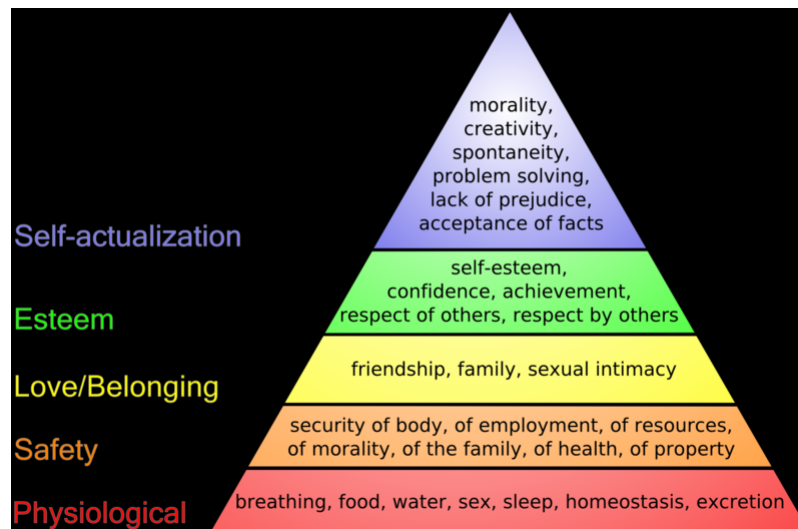 morality,
creativity,
spontaneity,
problem solving,
lack of prejudice,
acceptance of facts
Self-actualization
self-esteem,
confidence, achievement,
respect of others, respect by others
Esteem
friendship, family, sexual intimacy
Love/Belonging
security of body, of employment, of resources,
of morality, of the family, of health, of property
Safety
breathing, food, water, sex, sleep, homeostasis, excretion
Physiological